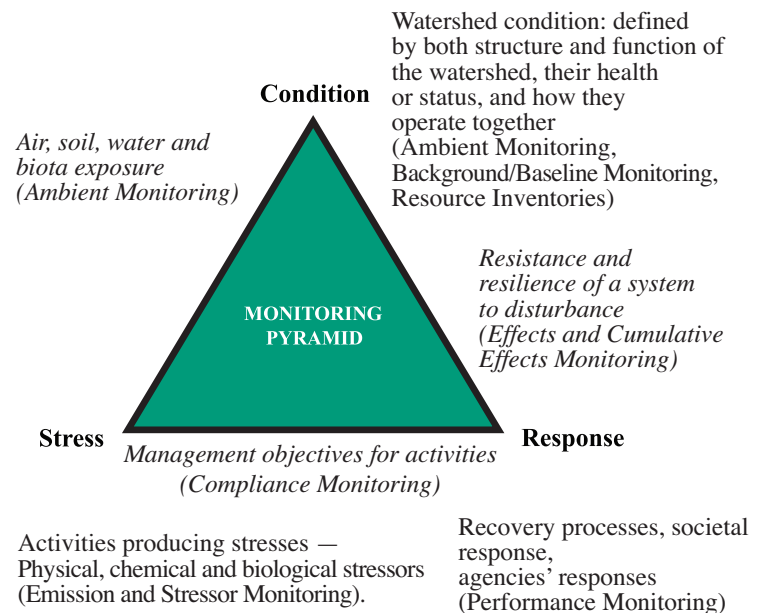 Watershed condition: defined
by both structure and function of
the watershed, their health
or status, and how they
operate together
(Ambient Monitoring,
Background/Baseline Monitoring,
Resource Inventories)
Condition
Air, soil, water and
biota exposure
(Ambient Monitoring)
Resistance and
resilience of a system
to disturbance
(Effects and Cumulative
Effects Monitoring)
MONITORING
PYRAMID
Stress
Response
Management objectives for activities
(Compliance Monitoring)
Activities producing stresses —
Physical, chemical and biological stressors
(Emission and Stressor Monitoring).
Recovery processes, societal
response,
agencies’ responses
(Performance Monitoring)